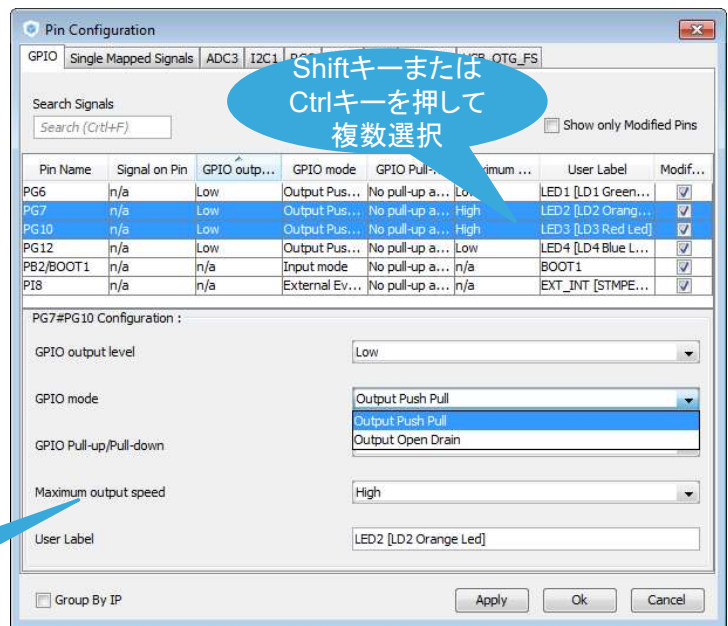 Pin Configuration
GPIO Single Mapped Signals ADC3 I2C1 OTG_FS
Shiftキーまたは
Ctrlキーを押して
複数選択
Search Signals
Search (Crtl+F)
Show only Modified Pins
Pin Name Signal on Pin GPIO outp... GPIO mode GPIO Pull-... User Label Modif...
PG6 n/a Low Output Pus... No pull-up a... Low LED1 [LD1 Green...
PG7 n/a Low Output Pus... No pull-up a... High LED2 [LD2 Orang...
PG10 n/a Low Output Pus... No pull-up a... High LED3 [LD3 Red Led]
PG12 n/a Low Output Pus... No pull-up a... Low LED4 [LD4 Blue L...
PB2/BOOT1 n/a n/a Input mode No pull-up a... n/a BOOT1
PI8 n/a n/a External Ev... No pull-up a... n/a EXT_INT [STMPE...
PG7#PG10 Configuration :
GPIO output level Low
GPIO mode Output Push Pull
Output Push Pull
Output Open Drain
GPIO Pull-up/Pull-down
Maximum output speed High
User Label LED2 [LD2 Orange Led]
Group By IP Apply Ok Cancel